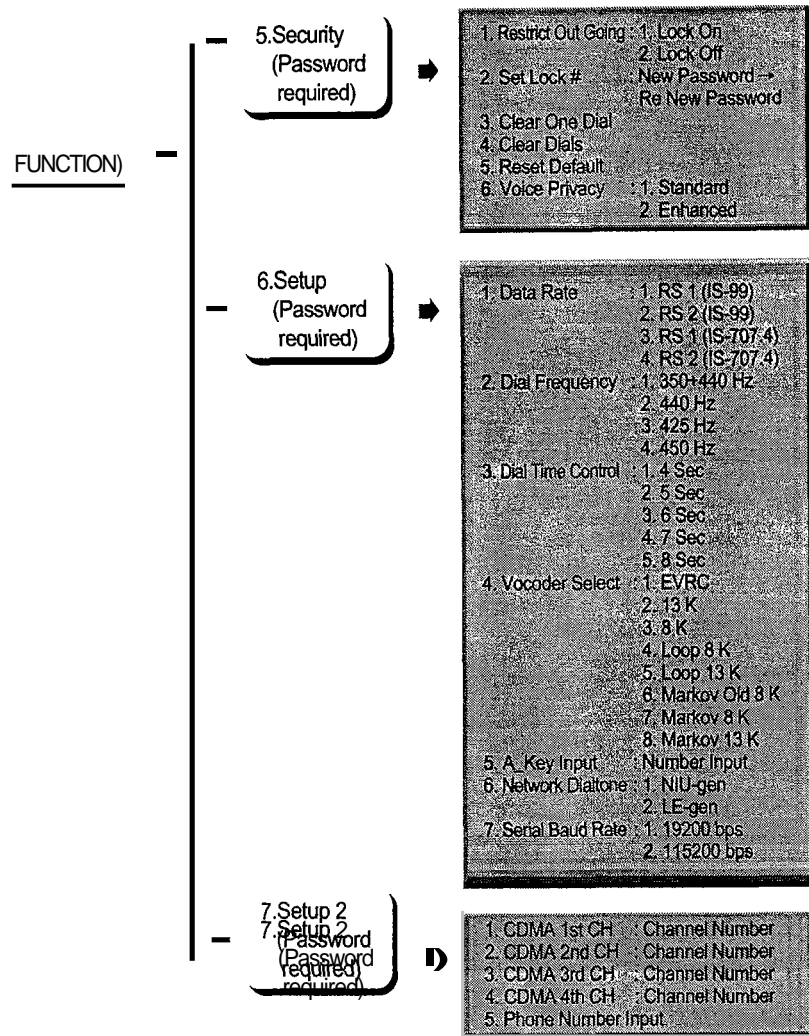 FUNCTION)
5.Security
(Password
required)
1. Restrict Out Going : 1. Lock On
2. Lock Off
2. Set Lock # : New Password →
Re New Password
3. Clear One Dial
4. Clear Dials
5. Reset Default
6. Voice Privacy : 1. Standard
2. Enhanced
6.Setup
(Password
required)
1. Data Rate : 1. RS 1 (IS-99)
2. RS 2 (IS-99)
3. RS 1 (IS-707.4)
4. RS 2 (IS-707.4)
2. Dial Frequency : 1. 350+440 Hz
2. 440 Hz
3. 425 Hz
4. 450 Hz
3. Dial Time Control : 1. 4 Sec
2. 5 Sec
3. 6 Sec
4. 7 Sec
5. 8 Sec
4. Vocoder Select : 1. EVRC
2. 13 K
3. 8 K
4. Loop 8 K
5. Loop 13 K
6. Markov Old 8 K
7. Markov 8 K
8. Markov 13 K
5. A_Key Input : Number Input
6. Network Dialtone : 1. NIU-gen
2. LE-gen
7. Serial Baud Rate : 1. 19200 bps
2. 115200 bps
7.Setup 2
7.Setup 2
(Password
(Password
required)
required)
1. CDMA 1st CH : Channel Number
2. CDMA 2nd CH : Channel Number
3. CDMA 3rd CH : Channel Number
4. CDMA 4th CH : Channel Number
5. Phone Number Input